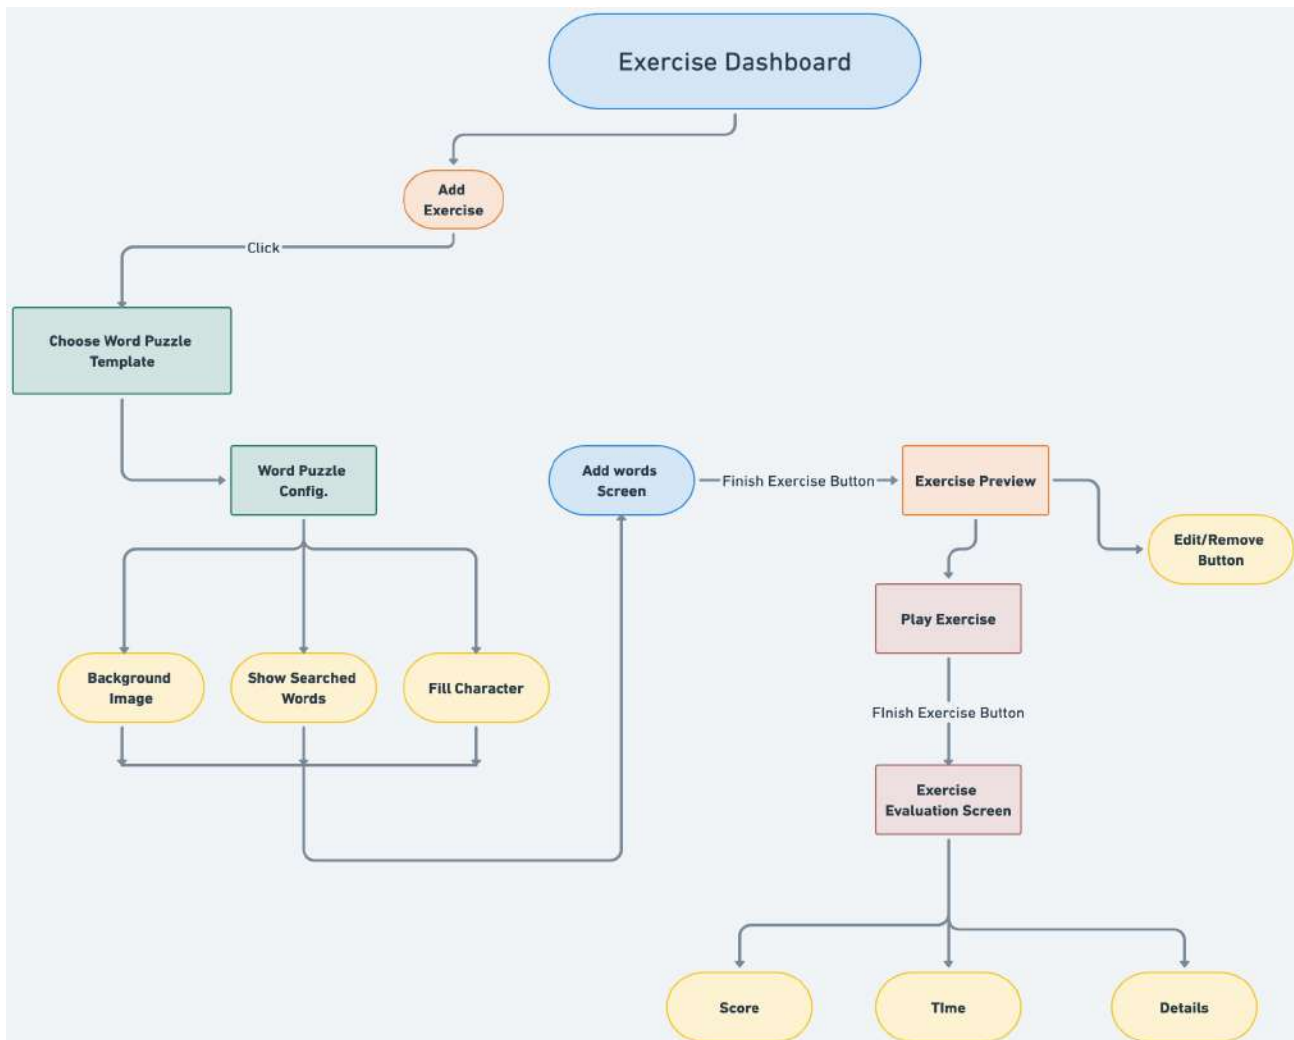 Exercise Dashboard
Add
Exercise
Click
Choose Word Puzzle
Template
Word Puzzle
Config.
Add words
Screen
Finish Exercise Button
Exercise Preview
Edit/Remove
Button
Play Exercise
Background
Image
Show Searched
Words
Fill Character
FInish Exercise Button
Exercise
Evaluation Screen
Score
TIme
Details